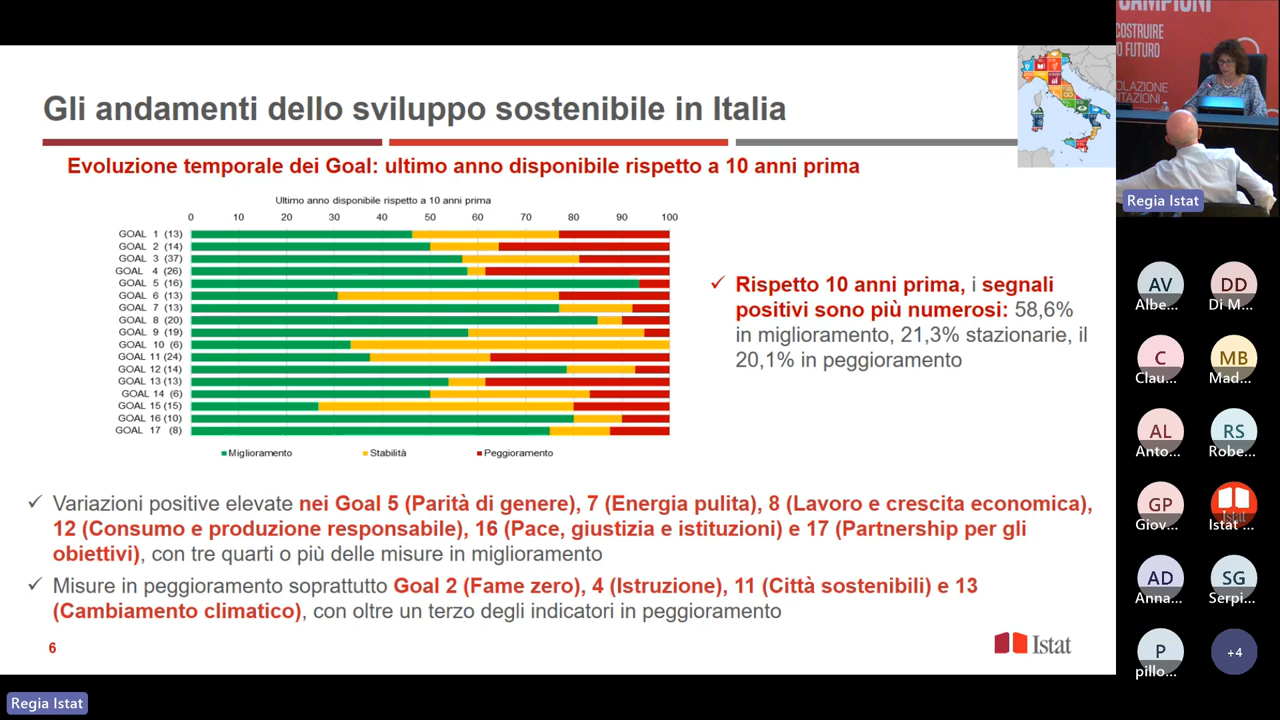 Gli andamenti dello sviluppo sostenibile in Italia
Evoluzione temporale dei Goal: ultimo anno disponibile rispetto a 10 anni prima
Ultimo anno disponibile rispetto a 10 anni prima
0 10 20 30 40 50 60 70 80 90 100
GOAL 1 (13)
GOAL 2 (14)
GOAL 3 (37)
GOAL 4 (26)
GOAL 5 (16)
GOAL 6 (13)
GOAL 7 (13)
GOAL 8 (20)
GOAL 9 (19)
GOAL 10 (6)
GOAL 11 (24)
GOAL 12 (14)
GOAL 13 (13)
GOAL 14 (6)
GOAL 15 (15)
GOAL 16 (10)
GOAL 17 (8)
Miglioramento Stabilità Peggioramento
Rispetto 10 anni prima, i segnali
positivi sono più numerosi: 58,6%
in miglioramento, 21,3% stazionarie, il
20,1% in peggioramento
Variazioni positive elevate nei Goal 5 (Parità di genere), 7 (Energia pulita), 8 (Lavoro e crescita economica),
12 (Consumo e produzione responsabile), 16 (Pace, giustizia e istituzioni) e 17 (Partnership per gli
obiettivi), con tre quarti o più delle misure in miglioramento
Misure in peggioramento soprattutto Goal 2 (Fame zero), 4 (Istruzione), 11 (Città sostenibili) e 13
(Cambiamento climatico), con oltre un terzo degli indicatori in peggioramento
6
Istat
Regia Istat
CAMPIONI
COSTRUIRE
O FUTURO
OLAZIONE
ITAZIONI
Regia Istat
AV DD
Albe... Di M...
C MB
Clau... Mad...
AL RS
Anto... Robe...
GP
Giov... Istat ...
AD SG
Anna... Serpi...
P +4
pillo...